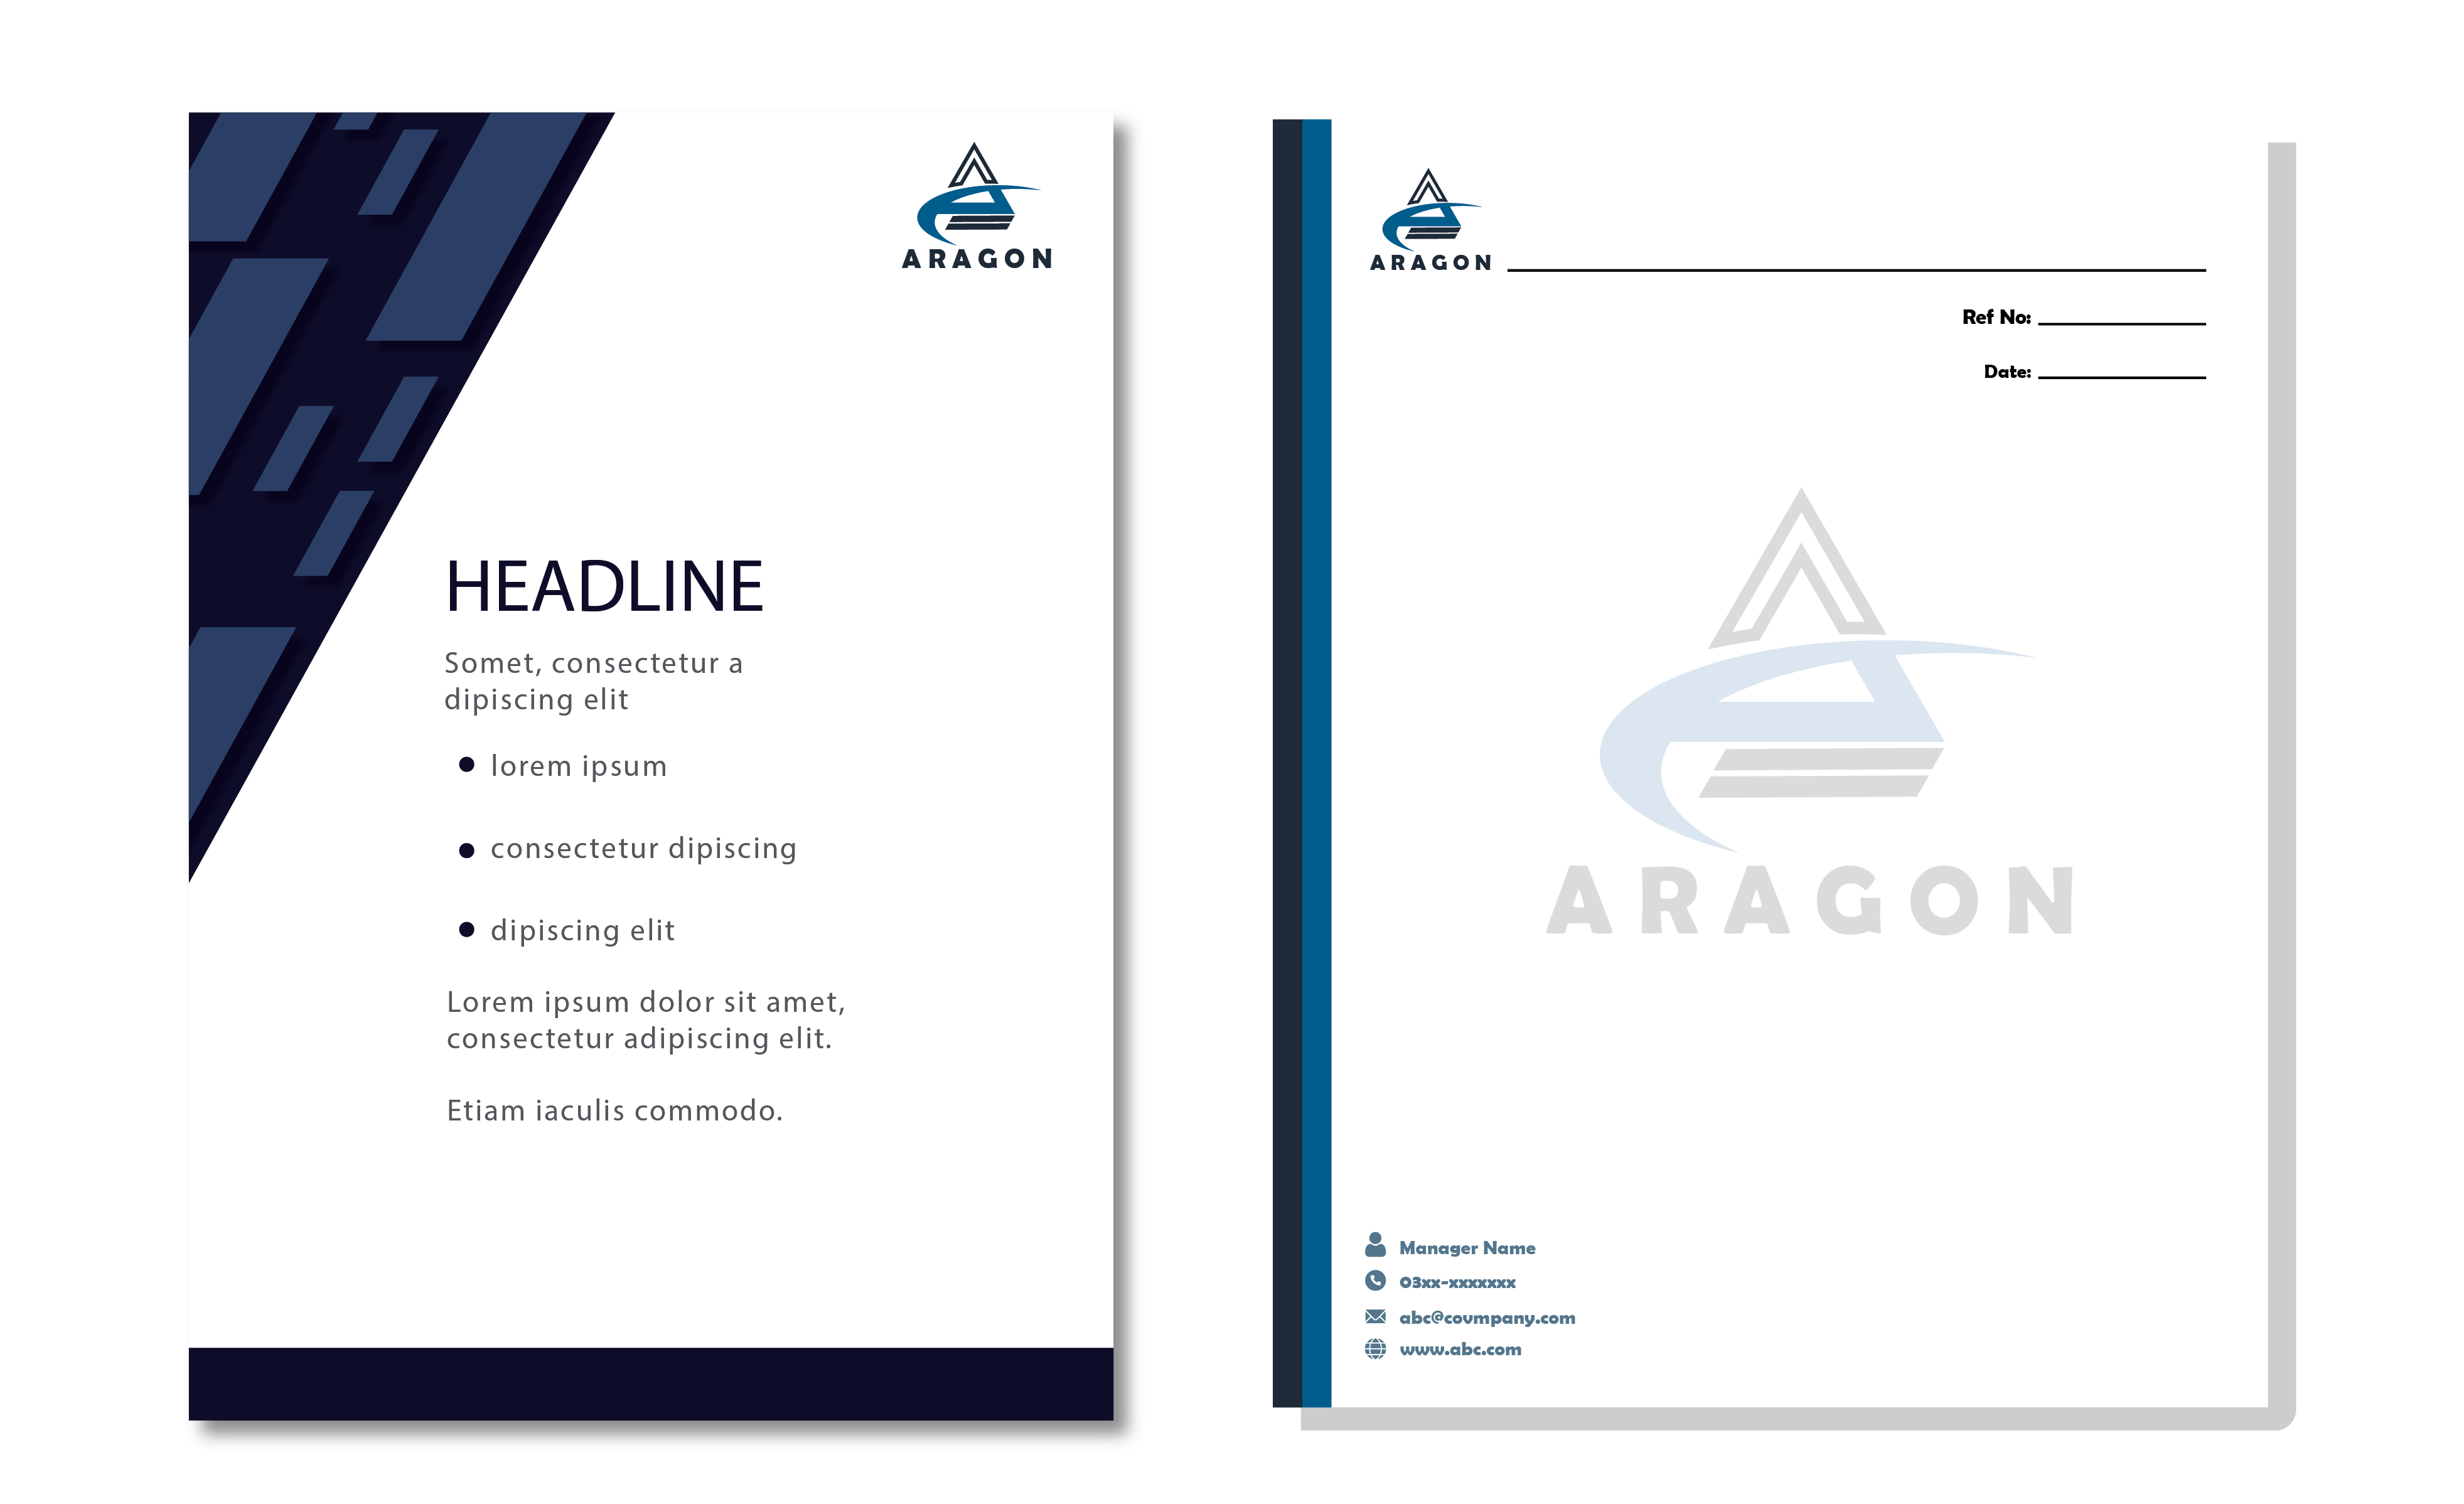 ARAGON
HEADLINE
Somet, consectetur a
dipiscing elit
lorem ipsum
consectetur dipiscing
dipiscing elit
Lorem ipsum dolor sit amet,
consectetur adipiscing elit.
Etiam iaculis commodo.
ARAGON
Ref No:
Date:
ARAGON
Manager Name
03xx-xxxxxxx
abc@covmpany.com
www.abc.com